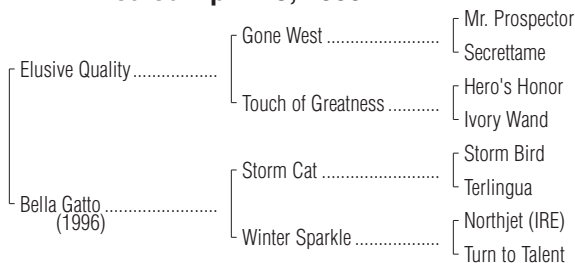 Gone West
Mr. Prospector
Secrettame
Elusive Quality
Touch of Greatness
Hero's Honor
Ivory Wand
Storm Cat
Storm Bird
Terlingua
Bella Gatto
(1996)
Winter Sparkle
Northjet (IRE)
Turn to Talent